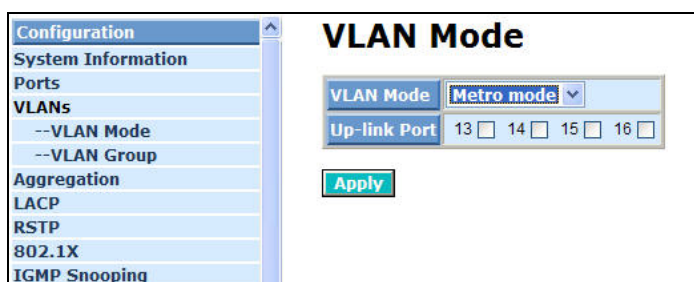 Configuration
System Information
Ports
VLANs
--VLAN Mode
--VLAN Group
Aggregation
LACP
RSTP
802.1X
IGMP Snooping
VLAN Mode
VLAN Mode Metro mode
Up-link Port 13 14 15 16
Apply